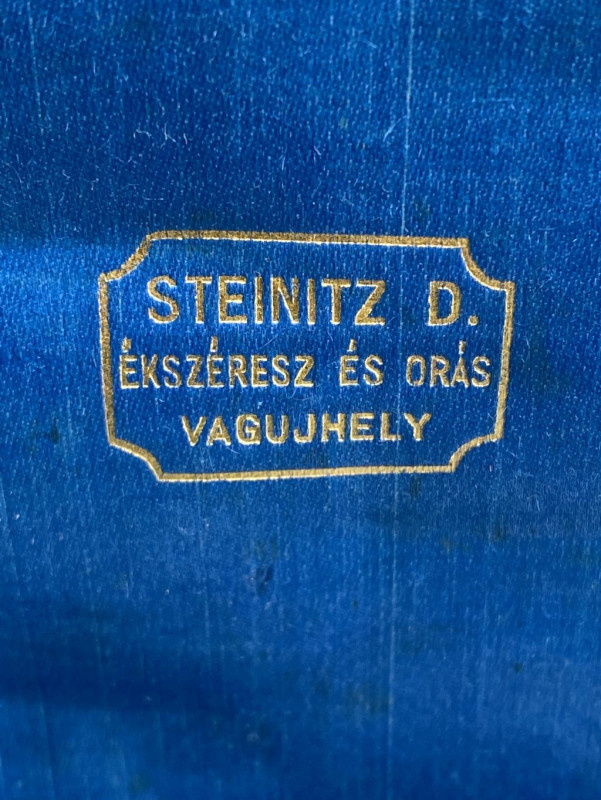 STEINITZ D.
ÉKSZÉRESZ ÉS ORÁS
VAGUJHELY